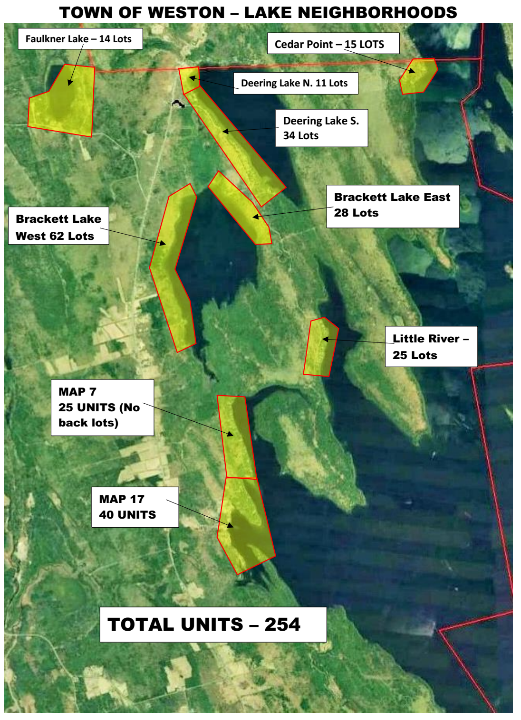 TOWN OF WESTON – LAKE NEIGHBORHOODS
Faulkner Lake – 14 Lots
Cedar Point – 15 LOTS
Deering Lake N. 11 Lots
Deering Lake S.
34 Lots
Brackett Lake East
28 Lots
Brackett Lake
West 62 Lots
Little River –
25 Lots
MAP 7
25 UNITS (No
back lots)
MAP 17
40 UNITS
TOTAL UNITS – 254